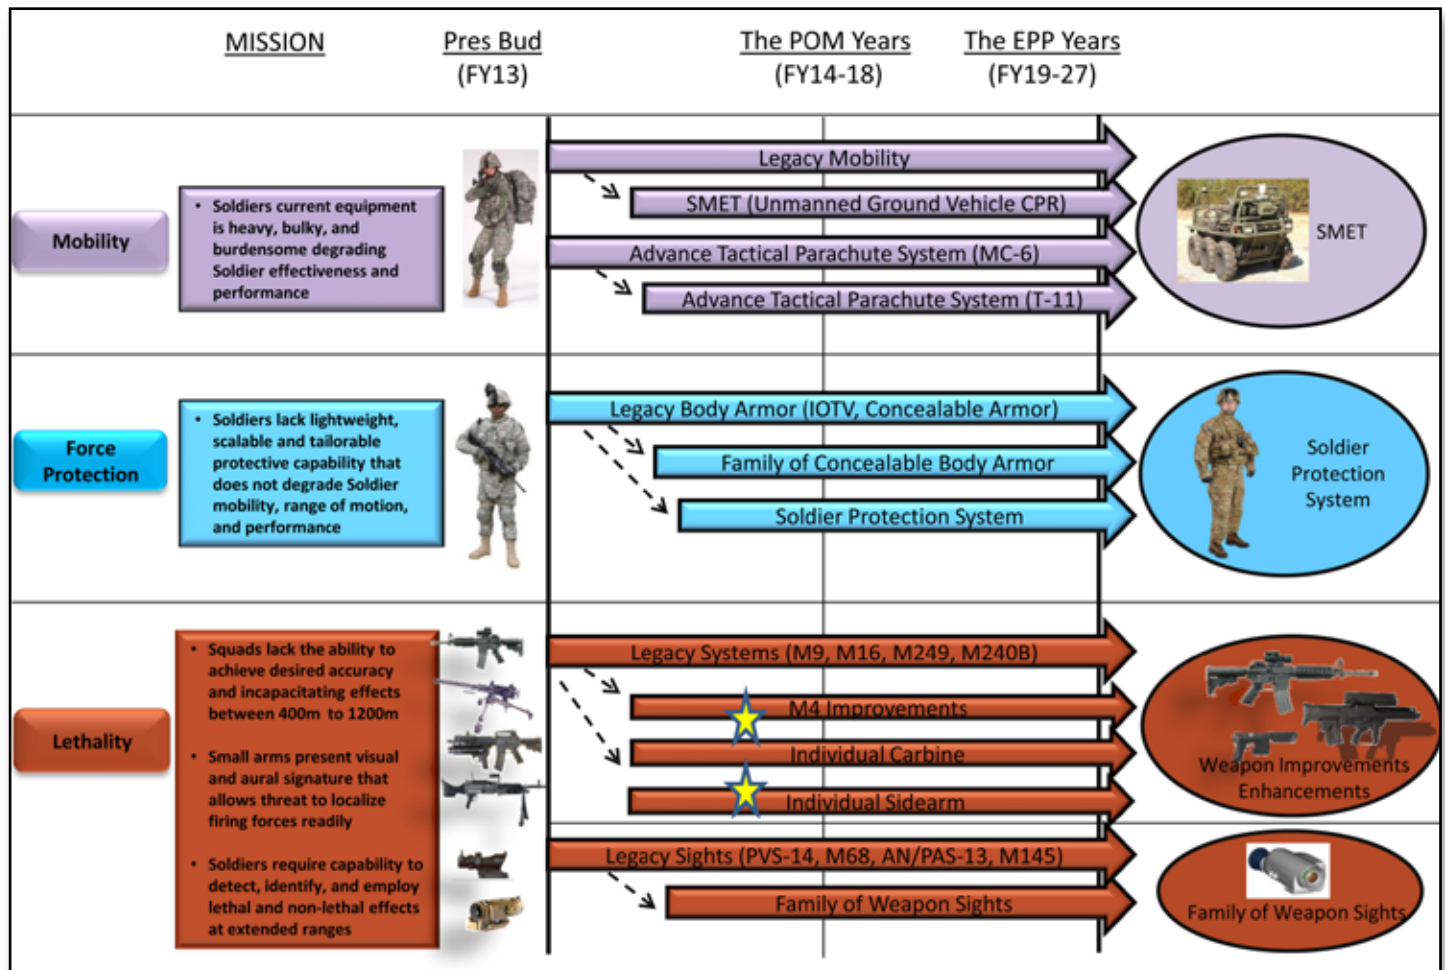 MISSION
Pres Bud
(FY13)
The POM Years
(FY14-18)
The EPP Years
(FY19-27)
Mobility
• Soldiers current equipment
is heavy, bulky, and
burdensome degrading
Soldier effectiveness and
performance
Legacy Mobility
SMET (Unmanned Ground Vehicle CPR)
Advance Tactical Parachute System (MC-6)
Advance Tactical Parachute System (T-11)
SMET
Force
Protection
• Soldiers lack lightweight,
scalable and tailorable
protective capability that
does not degrade Soldier
mobility, range of motion,
and performance
Legacy Body Armor (IOTV, Concealable Armor)
Family of Concealable Body Armor
Soldier Protection System
Soldier
Protection
System
Lethality
• Squads lack the ability to
achieve desired accuracy
and incapacitating effects
between 400m to 1200m
• Small arms present visual
and aural signature that
allows threat to localize
firing forces readily
• Soldiers require capability to
detect, identify, and employ
lethal and non-lethal effects
at extended ranges
Legacy Systems (M9, M16, M249, M240B)
M4 Improvements
Individual Carbine
Individual Sidearm
Legacy Sights (PVS-14, M68, AN/PAS-13, M145)
Family of Weapon Sights
Weapon Improvements
Enhancements
Family of Weapon Sights